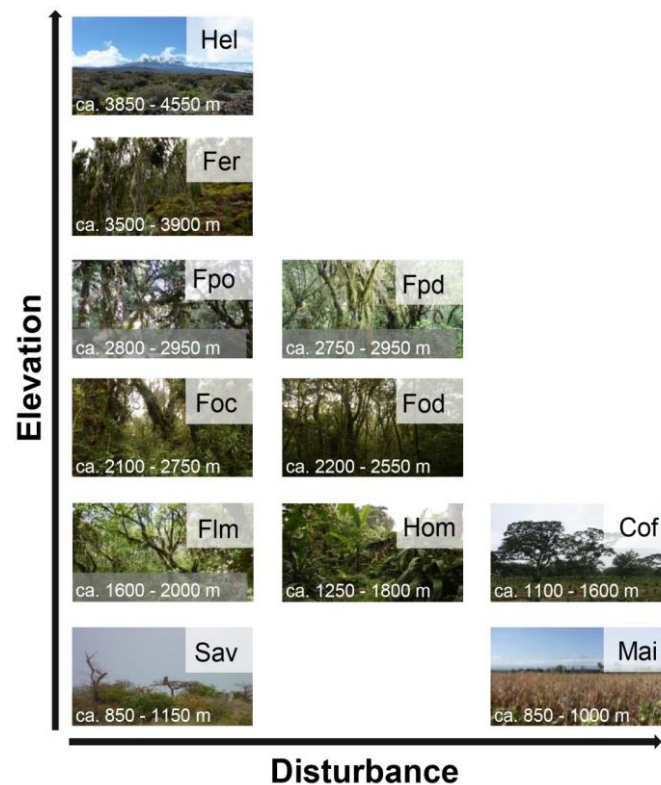 Hel
ca. 3850 - 4550 m
Fer
ca. 3500 - 3900 m
Fpo
ca. 2800 - 2950 m
Fpd
ca. 2750 - 2950 m
Foc
ca. 2100 - 2750 m
Fod
ca. 2200 - 2550 m
Flm
ca. 1600 - 2000 m
Hom
ca. 1250 - 1800 m
Cof
ca. 1100 - 1600 m
Sav
ca. 850 - 1150 m
Mai
ca. 850 - 1000 m
Elevation
Disturbance